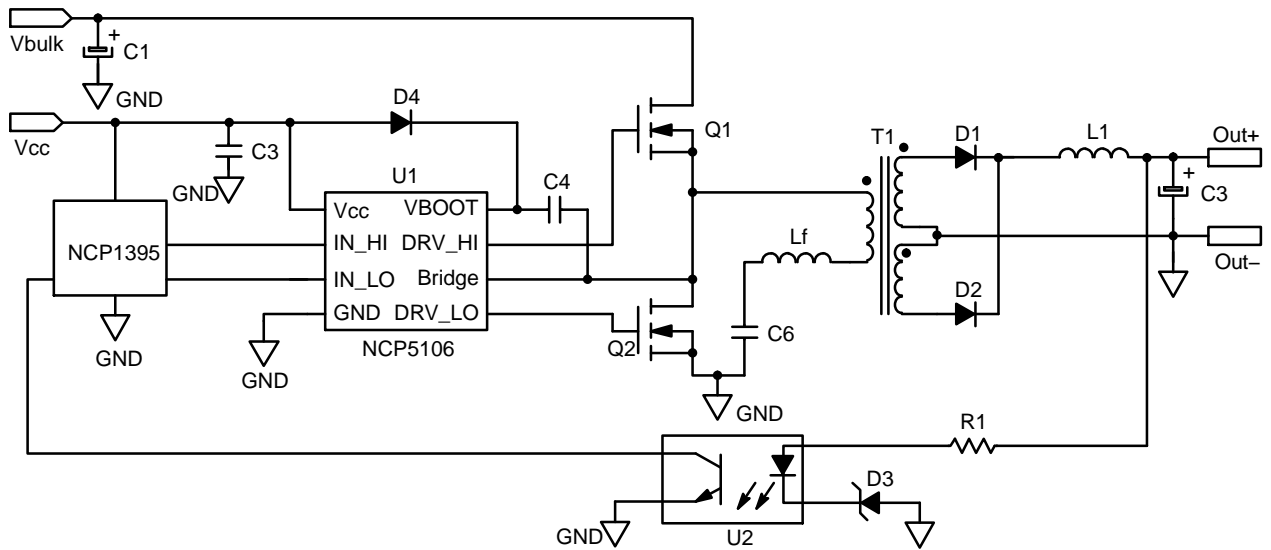 +
Vbulk
C1
GND
D4
Q1
T1
D1
L1
Out+
Vcc
C3
GND
U1
C4
+
C3
Vcc
VBOOT
NCP1395
IN_HI
DRV_HI
Lf
IN_LO
Bridge
Out–
D2
GND
DRV_LO
C6
Q2
NCP5106
GND
GND
GND
R1
D3
GND
U2